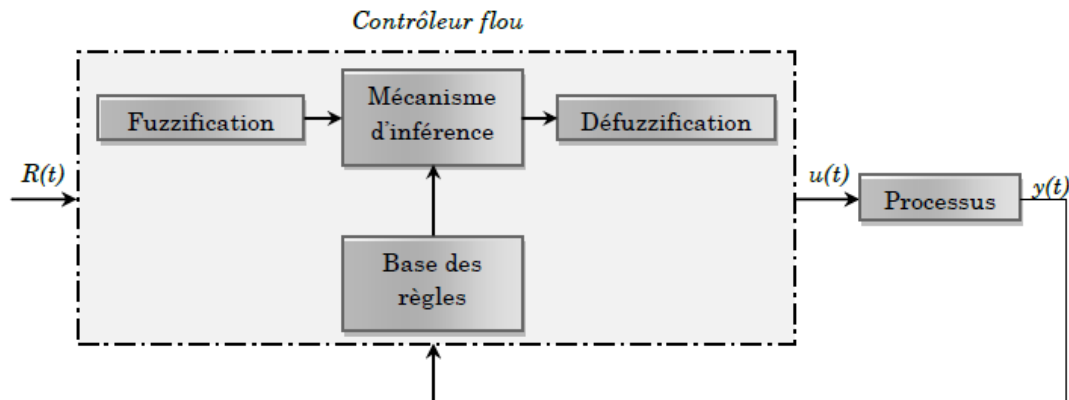 Contrôleur flou
Fuzzification
Mécanisme
d'inférence
Défuzzification
R(t)
u(t)
Processus
y(t)
Base des
règles